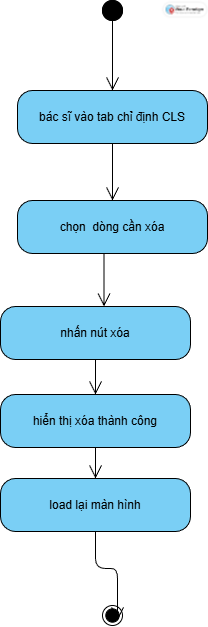 bác sĩ vào tab chỉ định CLS
chọn dòng cần xóa
nhấn nút xóa
hiển thị xóa thành công
load lại màn hình